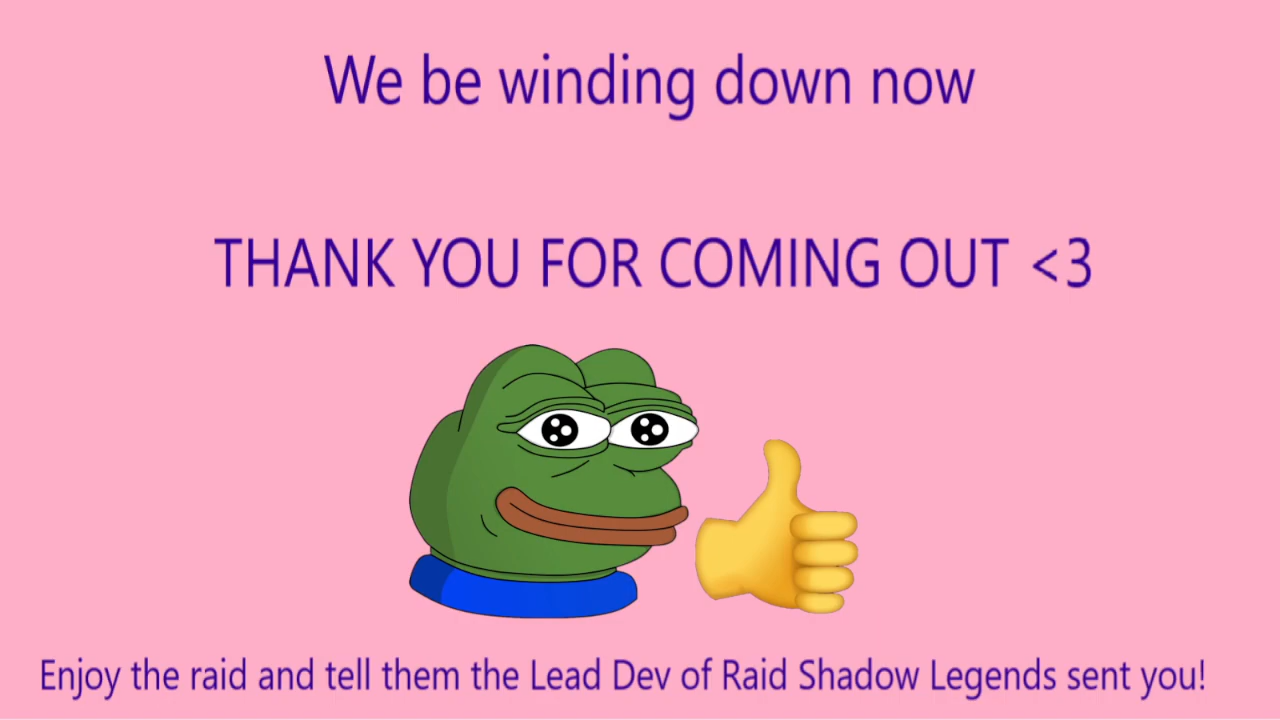 We be winding down now
THANK YOU FOR COMING OUT <3
Enjoy the raid and tell them the Lead Dev of Raid Shadow Legends sent you!